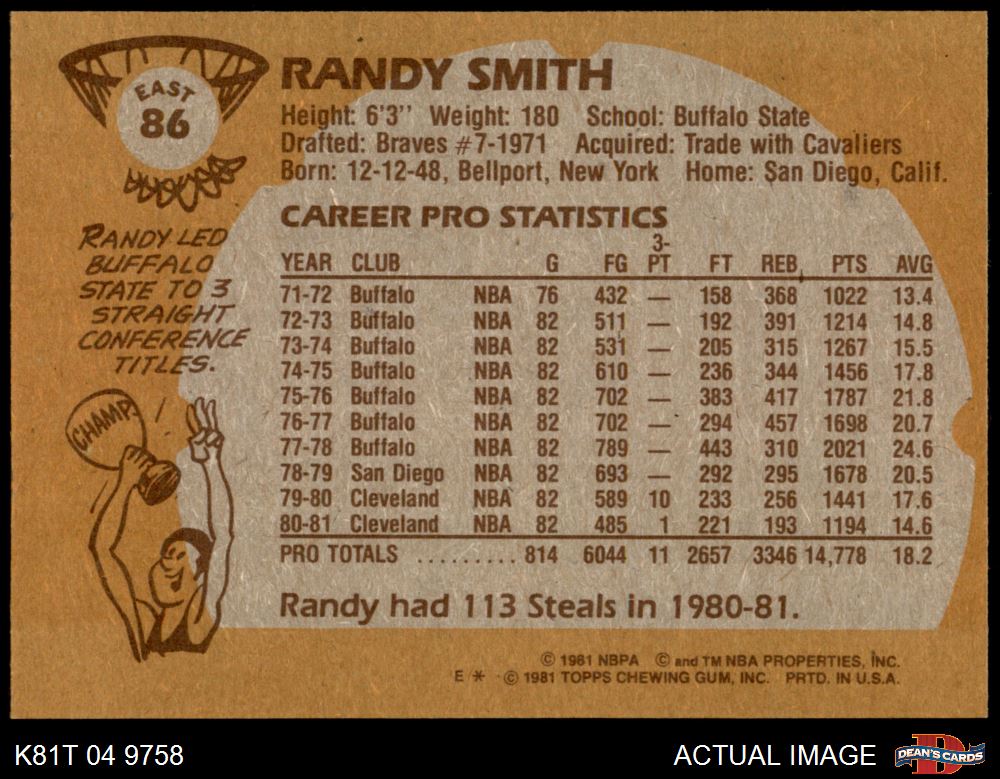 EAST
86
RANDY SMITH
Height: 6'3'' Weight: 180 School: Buffalo State
Drafted: Braves #7-1971 Acquired: Trade with Cavaliers
Born: 12-12-48, Bellport, New York Home: San Diego, Calif.
CAREER PRO STATISTICS
YEAR CLUB G FG 3-PT FT REB. PTS AVG
71-72 Buffalo NBA 76 432 — 158 368 1022 13.4
72-73 Buffalo NBA 82 511 — 192 391 1214 14.8
73-74 Buffalo NBA 82 531 — 205 315 1267 15.5
74-75 Buffalo NBA 82 610 — 236 344 1456 17.8
75-76 Buffalo NBA 82 702 — 383 417 1787 21.8
76-77 Buffalo NBA 82 702 — 294 457 1698 20.7
77-78 Buffalo NBA 82 789 — 443 310 2021 24.6
78-79 San Diego NBA 82 693 — 292 295 1678 20.5
79-80 Cleveland NBA 82 589 10 233 256 1441 17.6
80-81 Cleveland NBA 82 485 1 221 193 1194 14.6
PRO TOTALS ......... 814 6044 11 2657 3346 14,778 18.2
Randy had 113 Steals in 1980-81.
RANDY LED
BUFFALO
STATE TO 3
STRAIGHT
CONFERENCE
TITLES.
CHAMP.
© 1981 NBPA © and TM NBA PROPERTIES, INC.
E * © 1981 TOPPS CHEWING GUM, INC. PRTD. IN U.S.A.
K81T 04 9758
ACTUAL IMAGE
D
DEAN'S CARDS